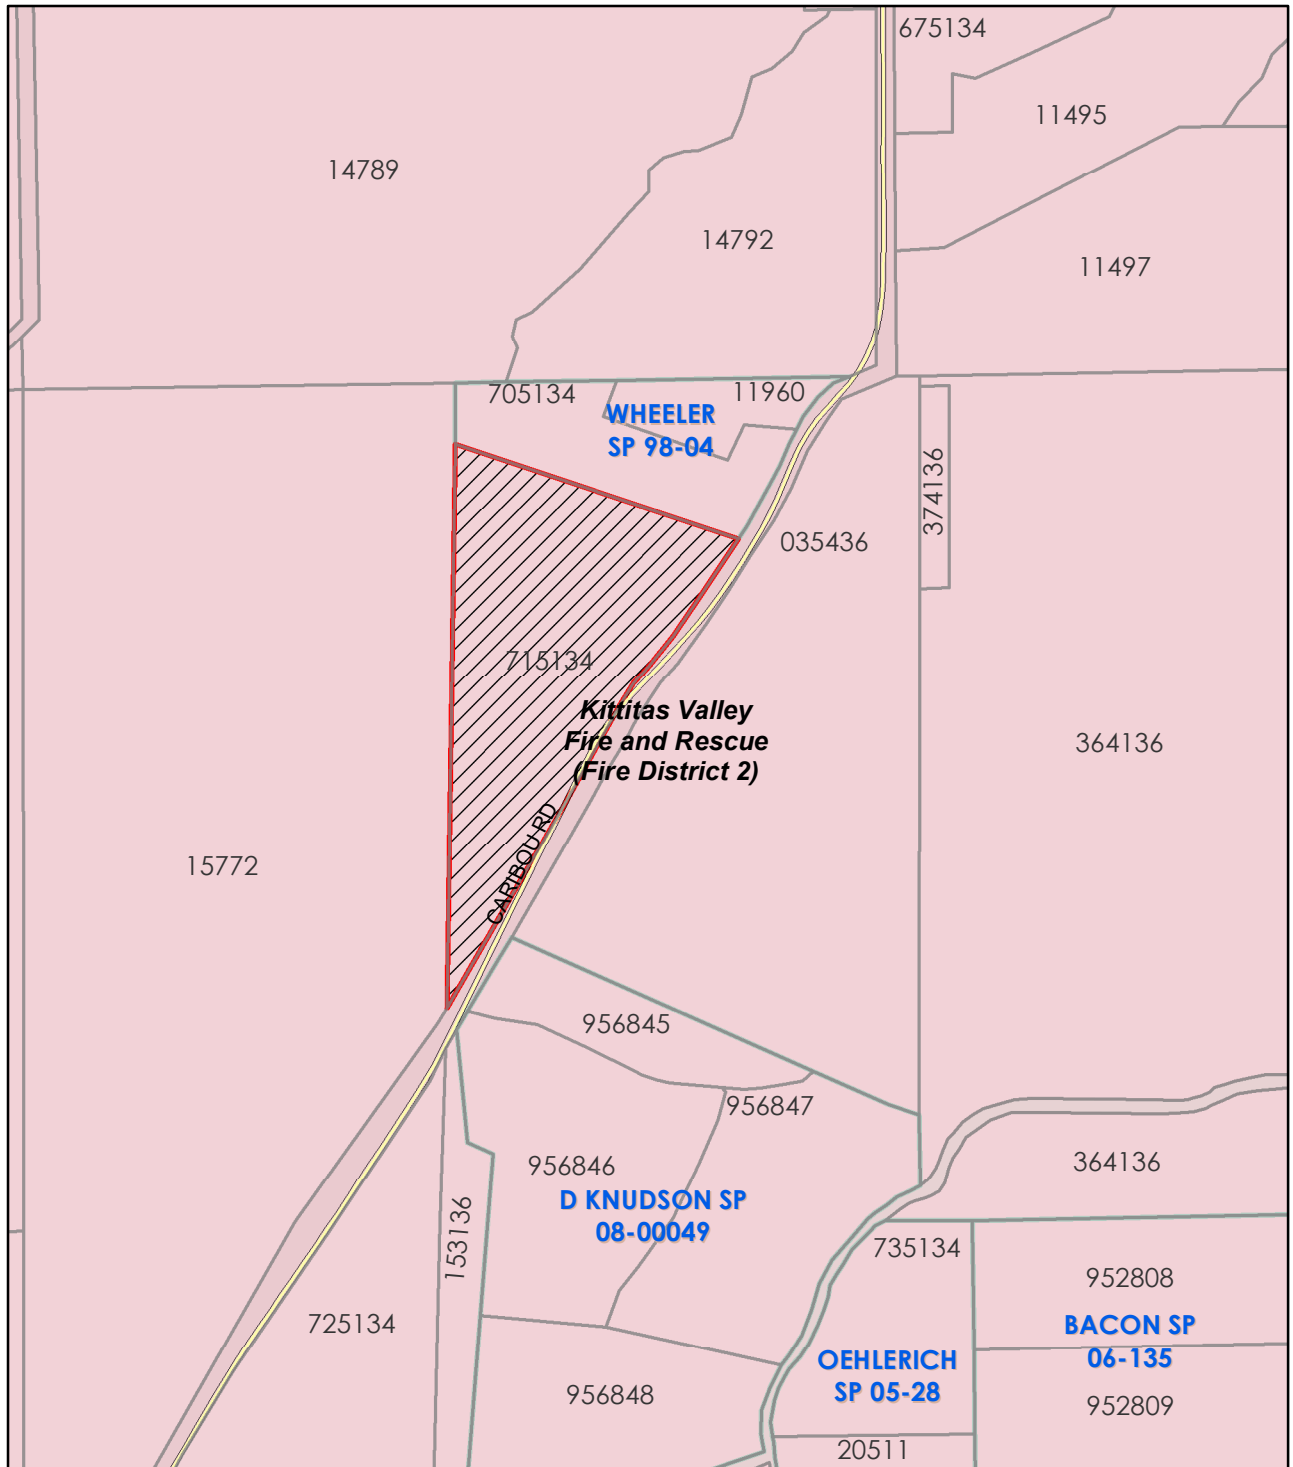 675134
11495
14789
14792
11497
705134
11960
WHEELER
SP 98-04
374136
035436
715134
Kittitas Valley
Fire and Rescue
(Fire District 2)
364136
CARIBOU RD
15772
956845
956847
956846
364136
D KNUDSON SP
08-00049
153136
735134
952808
725134
BACON SP
06-135
OEHLERICH
SP 05-28
956848
952809
20511